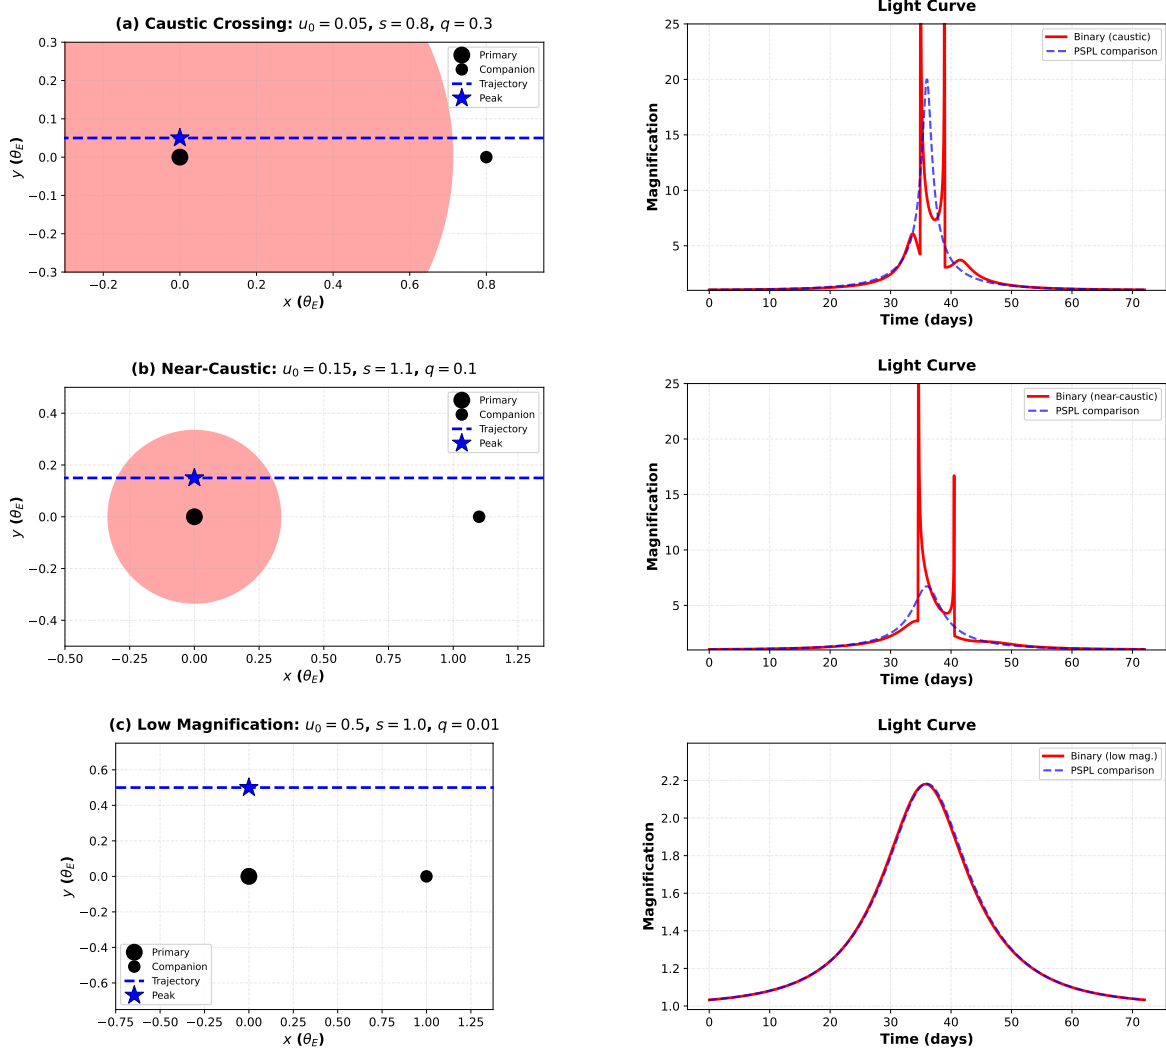 (a) Caustic Crossing: u₀ = 0.05, s = 0.8, q = 0.3
Primary
Companion
Trajectory
Peak
0.3
0.2
0.1
0.0
−0.1
−0.2
−0.3
y (θ_E)
−0.2 0.0 0.2 0.4 0.6 0.8
x (θ_E)
Light Curve
Binary (caustic)
PSPL comparison
25
20
15
10
5
Magnification
0 10 20 30 40 50 60 70
Time (days)
(b) Near-Caustic: u₀ = 0.15, s = 1.1, q = 0.1
Primary
Companion
Trajectory
Peak
0.4
0.2
0.0
−0.2
−0.4
y (θ_E)
−0.50 −0.25 0.00 0.25 0.50 0.75 1.00 1.25
x (θ_E)
Light Curve
Binary (near-caustic)
PSPL comparison
25
20
15
10
5
Magnification
0 10 20 30 40 50 60 70
Time (days)
(c) Low Magnification: u₀ = 0.5, s = 1.0, q = 0.01
0.6
0.4
0.2
0.0
−0.2
−0.4
−0.6
y (θ_E)
Primary
Companion
Trajectory
Peak
−0.75 −0.50 −0.25 0.00 0.25 0.50 0.75 1.00 1.25
x (θ_E)
Light Curve
Binary (low mag.)
PSPL comparison
2.2
2.0
1.8
1.6
1.4
1.2
1.0
Magnification
0 10 20 30 40 50 60 70
Time (days)